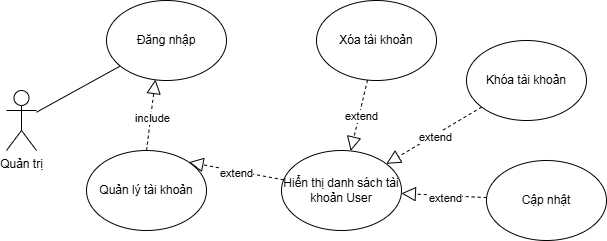 Đăng nhập
Xóa tài khoản
Khóa tài khoản
extend
include
extend
Quản trị
extend
Hiển thị danh sách tài
khoản User
Quản lý tài khoản
extend
Cập nhật